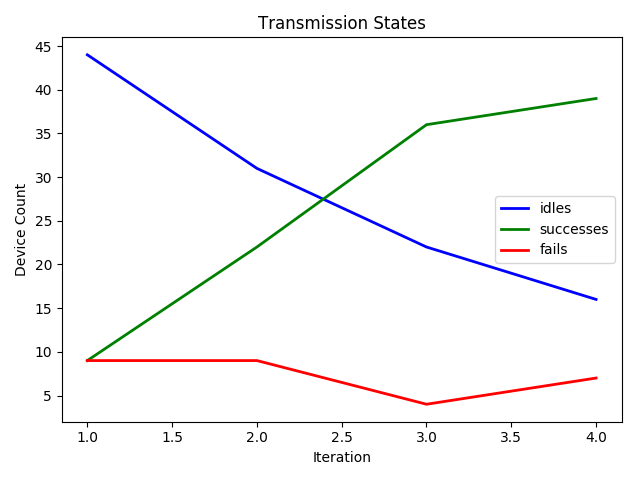 Transmission States
Device Count
45
40
35
30
25
20
15
10
5
idles
successes
fails
1.0 1.5 2.0 2.5 3.0 3.5 4.0
Iteration